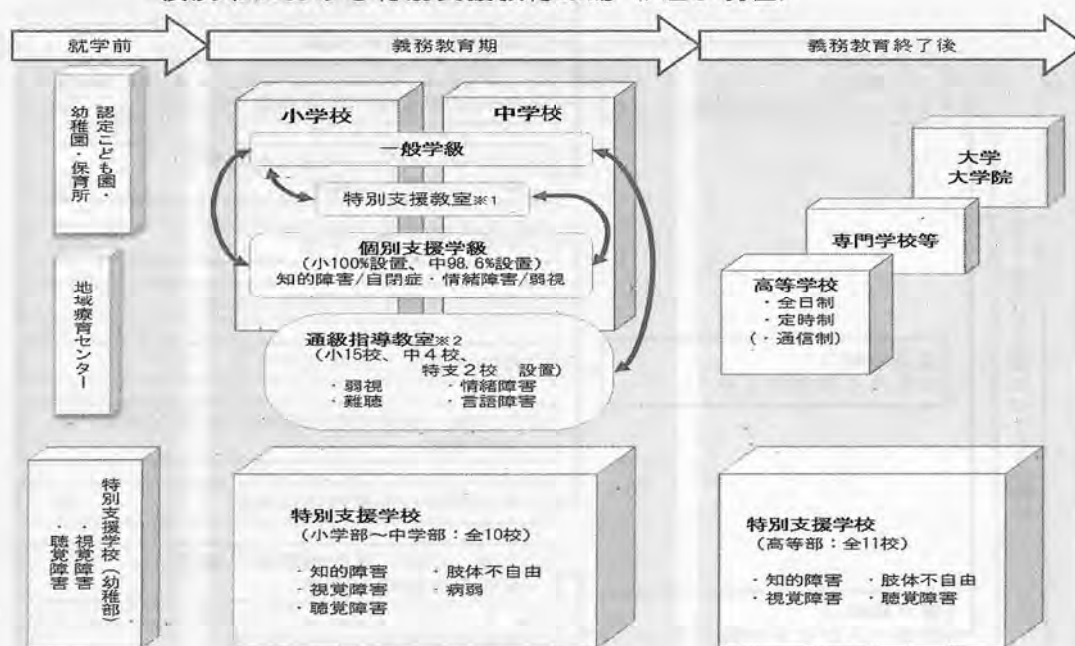 就学前
義務教育期
義務教育終了後
認定こども園・
幼稚園・保育所
地域療育センター
小学校
中学校
一般学級
特別支援教室※1
個別支援学級
(小100%設置、中98.6%設置)
知的障害/自閉症・情緒障害/弱視
通級指導教室※2
(小15校、中4校、
特支2校 設置)
・弱視 ・情緒障害
・難聴 ・言語障害
大学
大学院
専門学校等
高等学校
・全日制
・定時制
(・通信制)
特別支援学校(幼稚部)
・視覚障害
・聴覚障害
特別支援学校
(小学部～中学部:全10校)
・知的障害 ・肢体不自由
・視覚障害 ・病弱
・聴覚障害
特別支援学校
(高等部:全11校)
・知的障害 ・肢体不自由
・視覚障害 ・聴覚障害